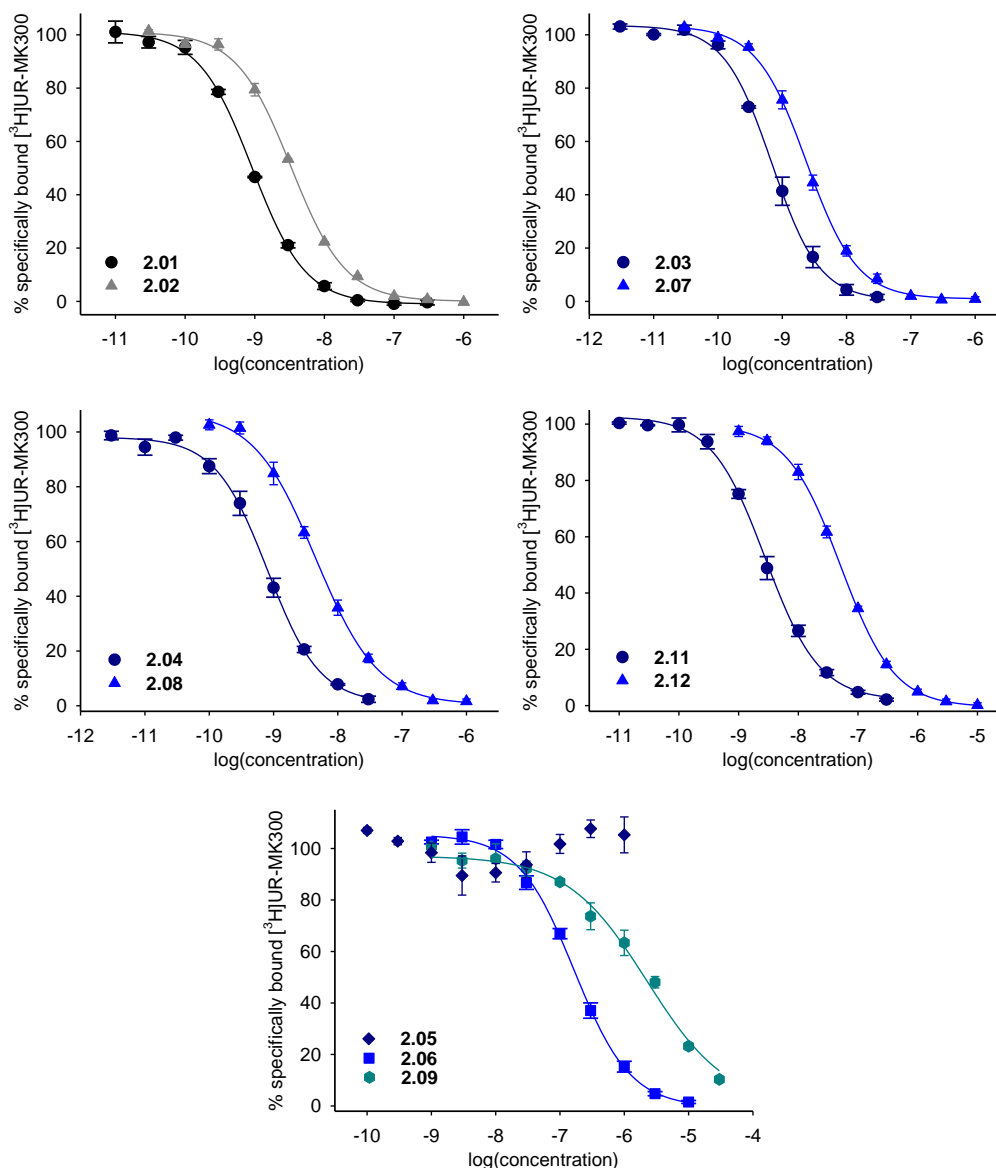 % specifically bound [³H]UR-MK300
100
80
60
40
20
0
2.01
2.02
-11 -10 -9 -8 -7 -6
log(concentration)
% specifically bound [³H]UR-MK300
100
80
60
40
20
0
2.03
2.07
-12 -11 -10 -9 -8 -7 -6
log(concentration)
% specifically bound [³H]UR-MK300
100
80
60
40
20
0
2.04
2.08
-12 -11 -10 -9 -8 -7 -6
log(concentration)
% specifically bound [³H]UR-MK300
100
80
60
40
20
0
2.11
2.12
-11 -10 -9 -8 -7 -6 -5
log(concentration)
% specifically bound [³H]UR-MK300
100
80
60
40
20
0
2.05
2.06
2.09
-10 -9 -8 -7 -6 -5 -4
log(concentration)